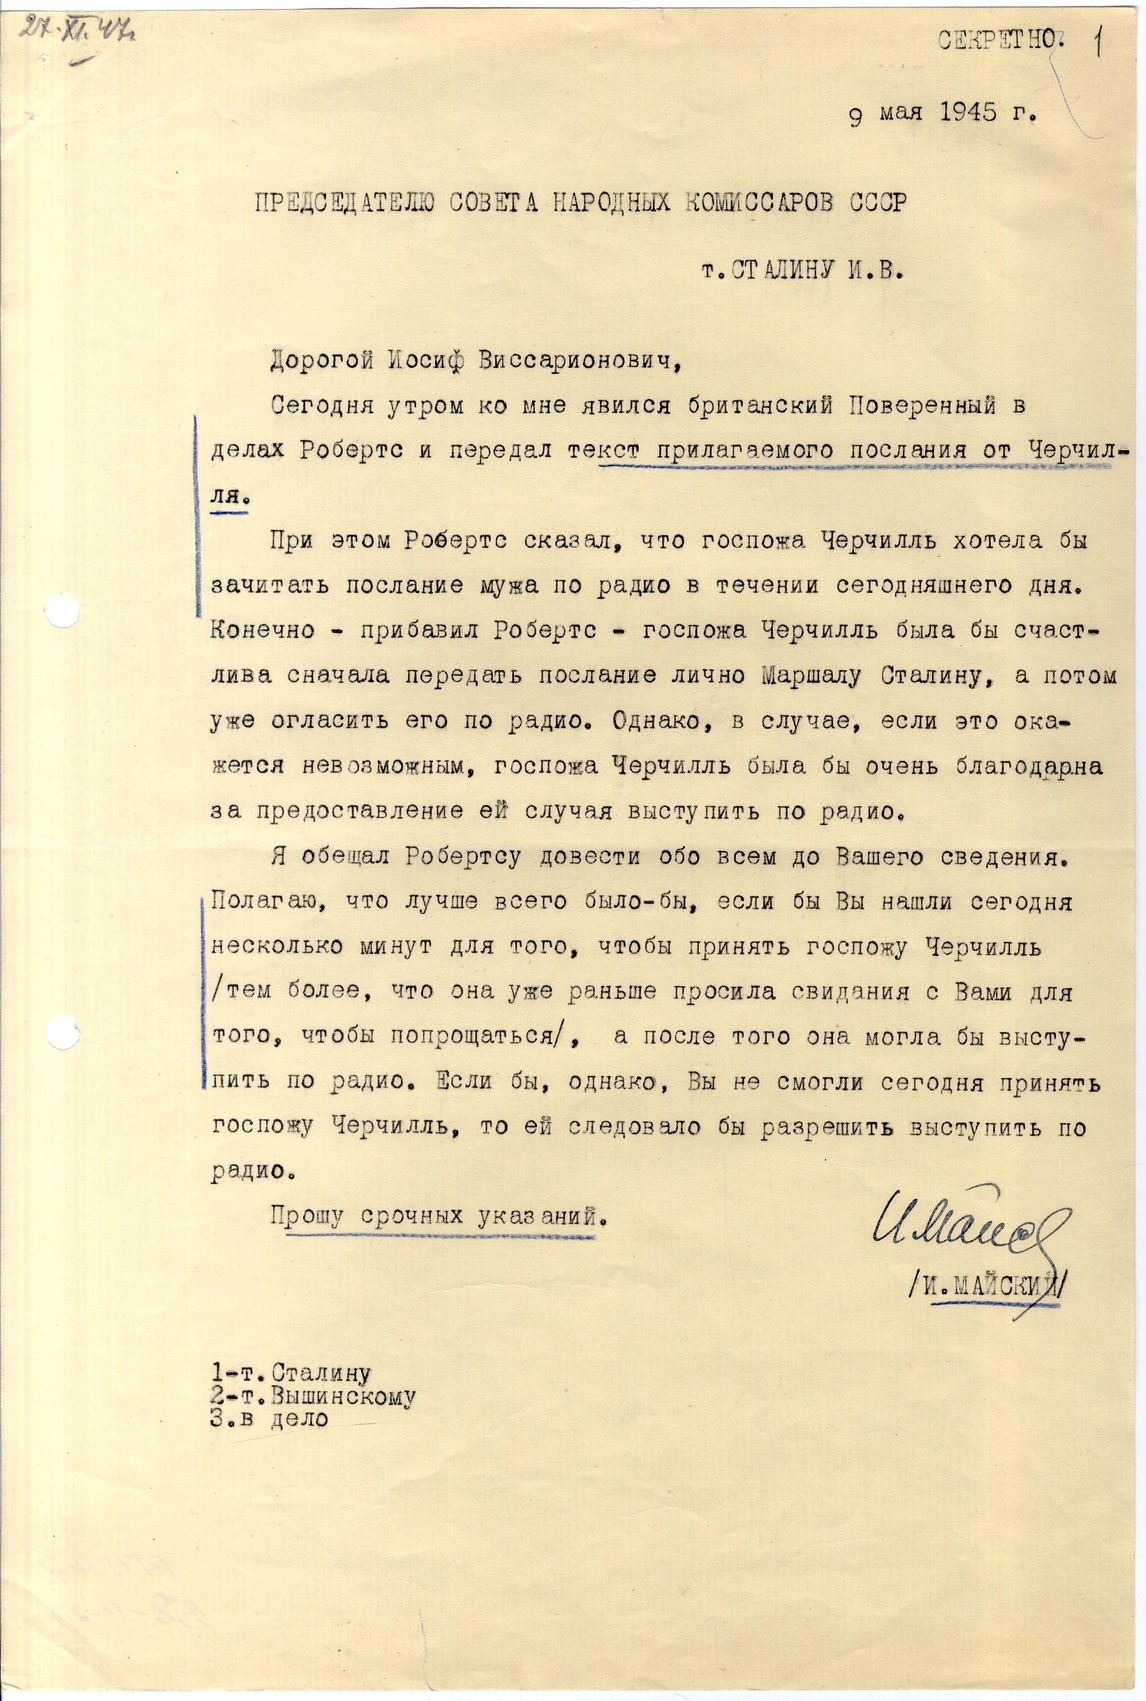 27.XI.47г.
СЕКРЕТНО. 1
9 мая 1945 г.
ПРЕДСЕДАТЕЛЮ СОВЕТА НАРОДНЫХ КОМИССАРОВ СССР
т.СТАЛИНУ И.В.
Дорогой Иосиф Виссарионович,
Сегодня утром ко мне явился британский Поверенный в
делах Робертс и передал текст прилагаемого послания от Черчил-
ля.
При этом Робертс сказал, что госпожа Черчилль хотела бы
зачитать послание мужа по радио в течении сегодняшнего дня.
Конечно - прибавил Робертс - госпожа Черчилль была бы счаст-
лива сначала передать послание лично Маршалу Сталину, а потом
уже огласить его по радио. Однако, в случае, если это ока-
жется невозможным, госпожа Черчилль была бы очень благодарна
за предоставление ей случая выступить по радио.
Я обещал Робертсу довести обо всем до Вашего сведения.
Полагаю, что лучше всего было-бы, если бы Вы нашли сегодня
несколько минут для того, чтобы принять госпожу Черчилль
/тем более, что она уже раньше просила свидания с Вами для
того, чтобы попрощаться/, а после того она могла бы высту-
пить по радио. Если бы, однако, Вы не смогли сегодня принять
госпожу Черчилль, то ей следовало бы разрешить выступить по
радио.
Прошу срочных указаний.
И Майский
/И.МАЙСКИЙ/
1-т.Сталину
2-т.Вышинскому
3.в дело